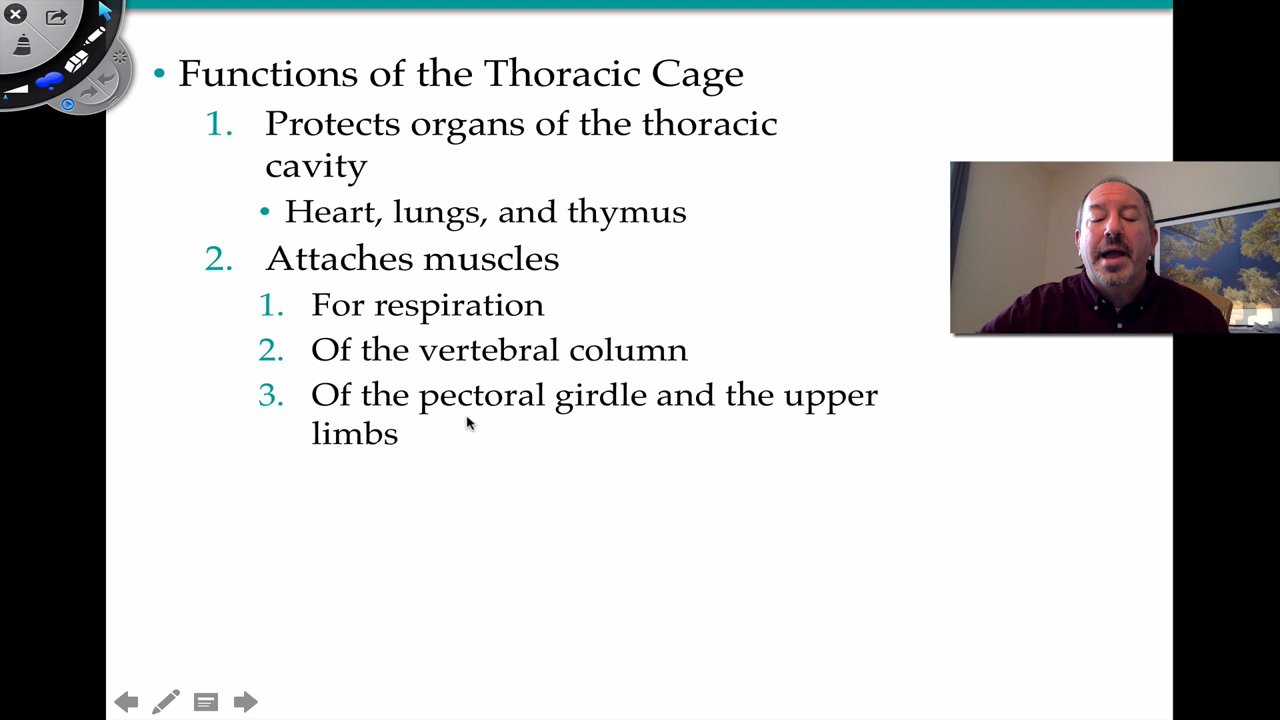 • Functions of the Thoracic Cage
1. Protects organs of the thoracic
cavity
• Heart, lungs, and thymus
2. Attaches muscles
1. For respiration
2. Of the vertebral column
3. Of the pectoral girdle and the upper
limbs